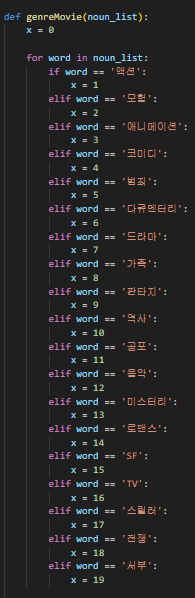 def genreMovie(noun_list):
    x = 0

    for word in noun_list:
        if word == '액션':
            x = 1
        elif word == '모험':
            x = 2
        elif word == '애니메이션':
            x = 3
        elif word == '코미디':
            x = 4
        elif word == '범죄':
            x = 5
        elif word == '다큐멘터리':
            x = 6
        elif word == '드라마':
            x = 7
        elif word == '가족':
            x = 8
        elif word == '판타지':
            x = 9
        elif word == '역사':
            x = 10
        elif word == '공포':
            x = 11
        elif word == '음악':
            x = 12
        elif word == '미스터리':
            x = 13
        elif word == '로맨스':
            x = 14
        elif word == 'SF':
            x = 15
        elif word == 'TV':
            x = 16
        elif word == '스릴러':
            x = 17
        elif word == '전쟁':
            x = 18
        elif word == '서부':
            x = 19